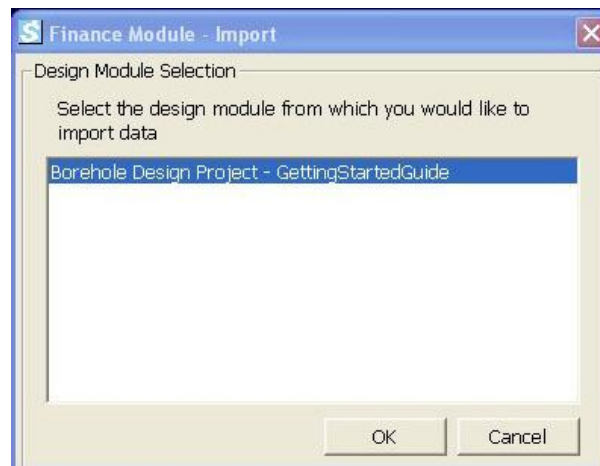 Finance Module - Import
Design Module Selection
Select the design module from which you would like to
import data
Borehole Design Project - GettingStartedGuide
OK
Cancel